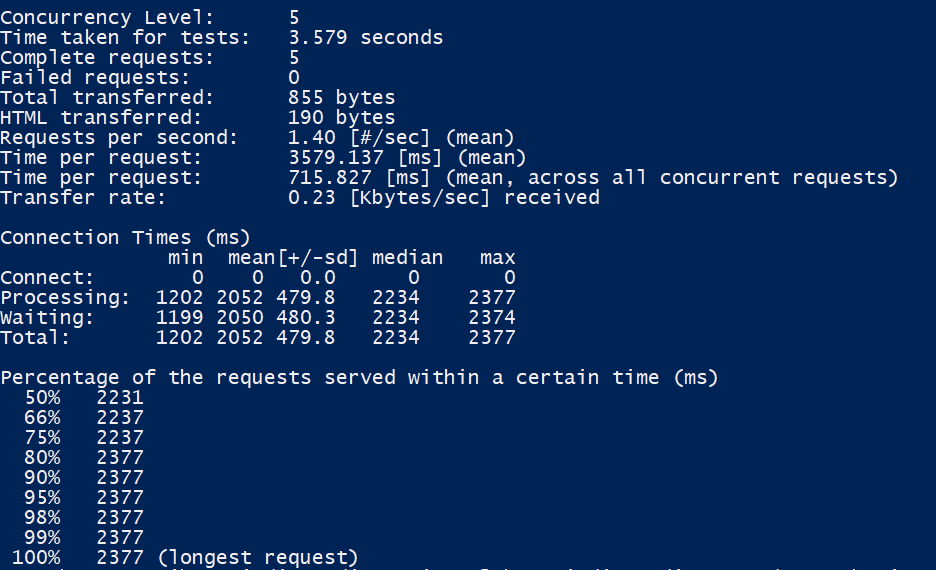 Concurrency Level:      5
Time taken for tests:   3.579 seconds
Complete requests:      5
Failed requests:        0
Total transferred:      855 bytes
HTML transferred:       190 bytes
Requests per second:    1.40 [#/sec] (mean)
Time per request:       3579.137 [ms] (mean)
Time per request:       715.827 [ms] (mean, across all concurrent requests)
Transfer rate:          0.23 [Kbytes/sec] received

Connection Times (ms)
              min  mean[+/-sd] median   max
Connect:        0    0   0.0      0       0
Processing:  1202 2052 479.8   2234    2377
Waiting:     1199 2050 480.3   2234    2374
Total:       1202 2052 479.8   2234    2377

Percentage of the requests served within a certain time (ms)
  50%   2231
  66%   2237
  75%   2237
  80%   2377
  90%   2377
  95%   2377
  98%   2377
  99%   2377
 100%   2377 (longest request)